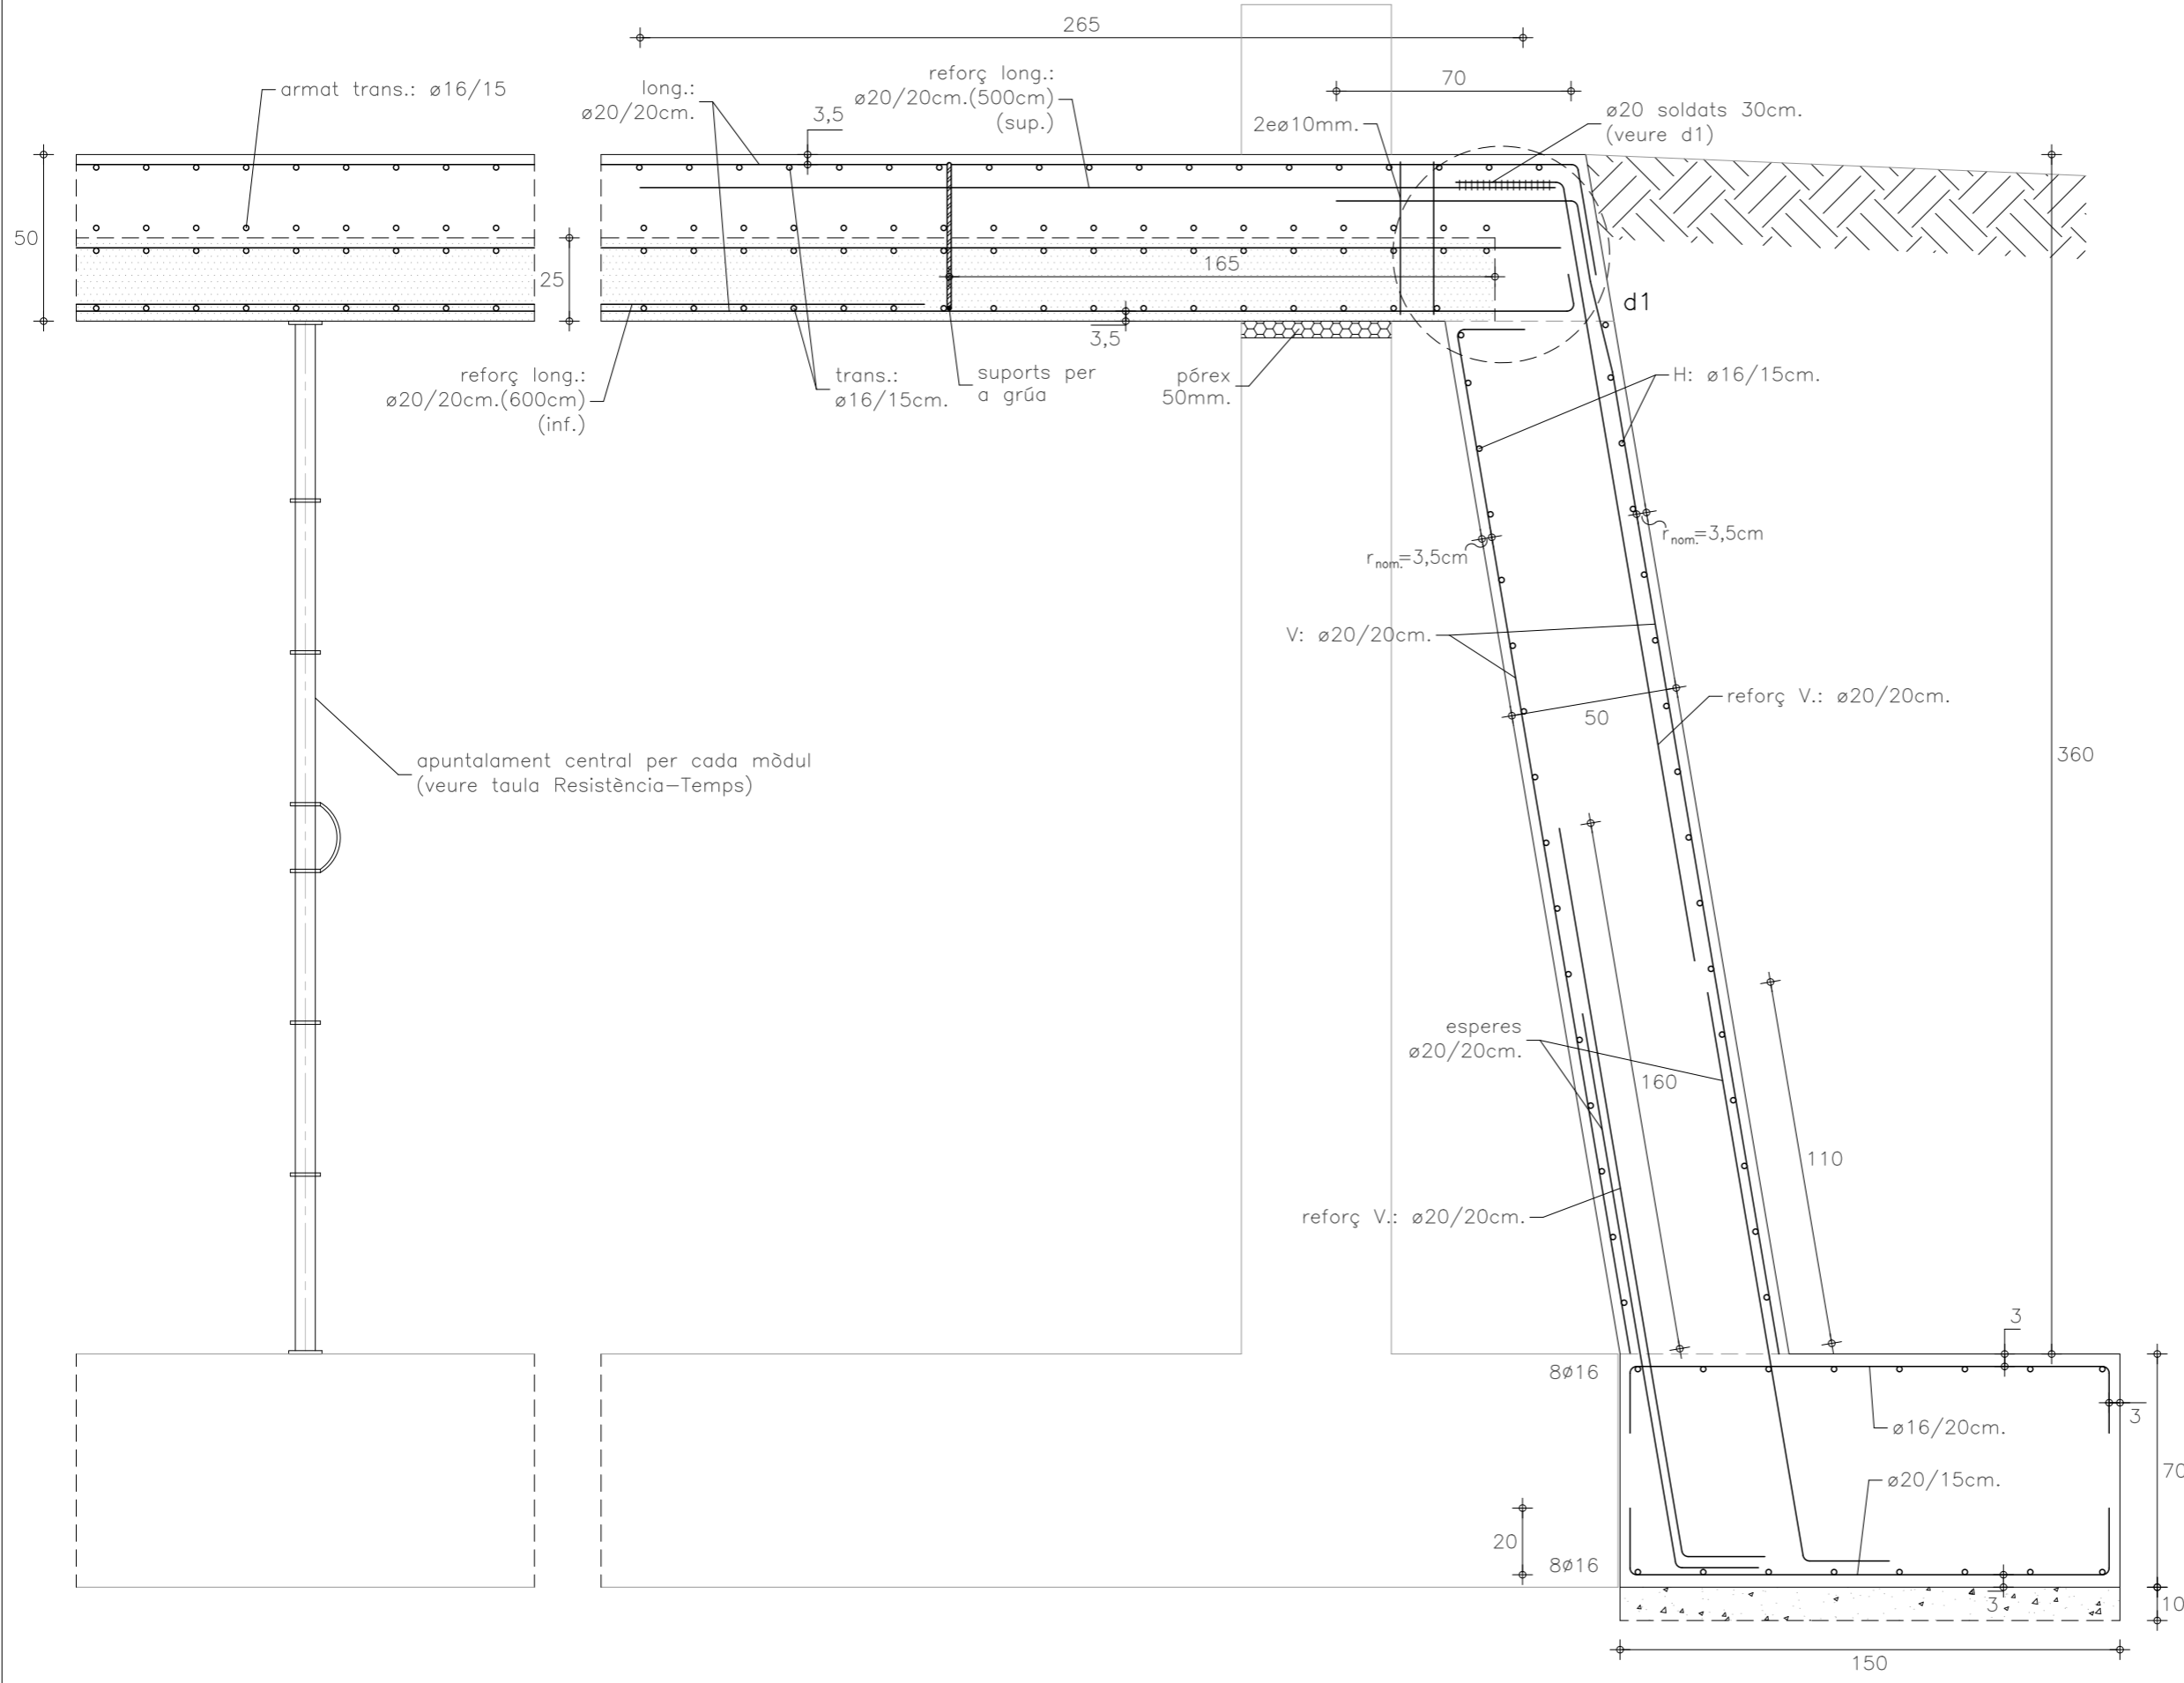 265
70
armat trans.: ø16/15
long.:
ø20/20cm.
3,5
reforç long.:
ø20/20cm.(500cm)
(sup.)
2eø10mm.
ø20 soldats 30cm.
(veure d1)
50
25
165
d1
3,5
reforç long.:
ø20/20cm.(600cm)
(inf.)
trans.:
ø16/15cm.
suports per
a grúa
pórex
50mm.
H: ø16/15cm.
rnom.=3,5cm
rnom.=3,5cm
V: ø20/20cm.
50
reforç V.: ø20/20cm.
360
apuntalament central per cada mòdul
(veure taula Resistència-Temps)
esperes
ø20/20cm.
160
110
reforç V.: ø20/20cm.
3
8ø16
3
ø16/20cm.
70
ø20/15cm.
20
8ø16
3
10
150